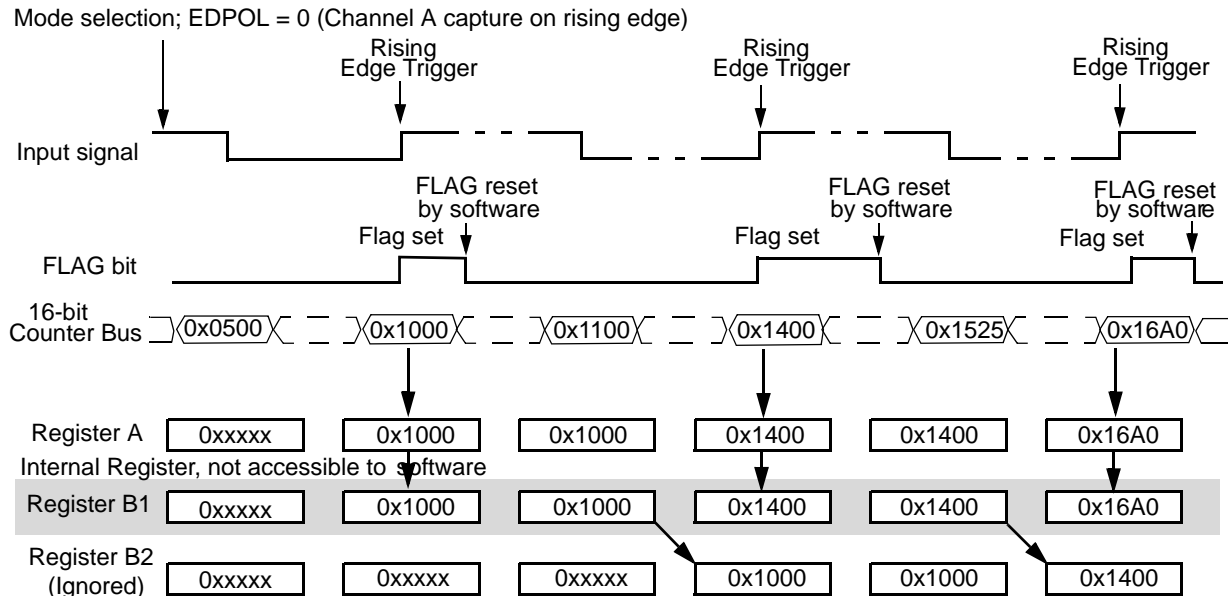 Mode selection; EDPOL = 0 (Channel A capture on rising edge)
Rising
Edge Trigger
Rising
Edge Trigger
Rising
Edge Trigger
Input signal
FLAG reset
by software
FLAG reset
by software
FLAG reset
by software
Flag set
Flag set
Flag set
FLAG bit
16-bit
Counter Bus
0x0500 0x1000 0x1100 0x1400 0x1525 0x16A0
Register A 0xxxxx 0x1000 0x1000 0x1400 0x1400 0x16A0
Internal Register, not accessible to software
Register B1 0xxxxx 0x1000 0x1000 0x1400 0x1400 0x16A0
Register B2
(Ignored)
0xxxxx 0xxxxx 0xxxxx 0x1000 0x1000 0x1400